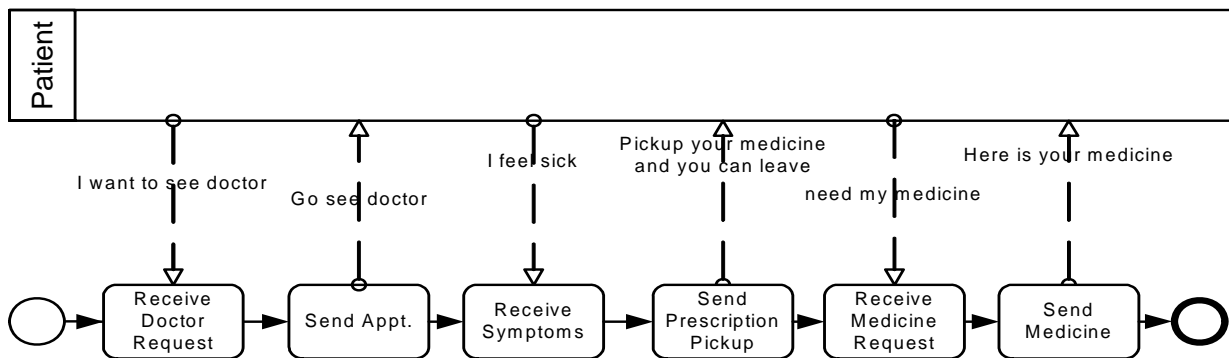 Patient
I want to see doctor
Go see doctor
I feel sick
Pickup your medicine
and you can leave
need my medicine
Here is your medicine
Receive
Doctor
Request
Send Appt.
Receive
Symptoms
Send
Prescription
Pickup
Receive
Medicine
Request
Send
Medicine